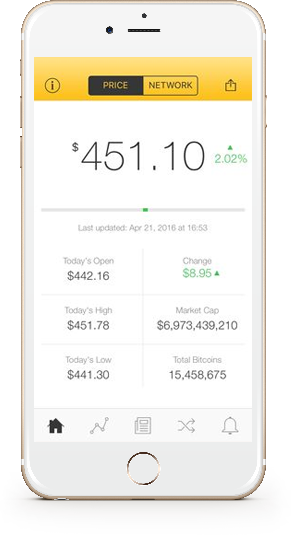 PRICE NETWORK
$451.10 2.02%
Last updated: Apr 21, 2016 at 16:53
Today's Open Change
$442.16 $8.95
Today's High Market Cap
$451.78 $6,973,439,210
Today's Low Total Bitcoins
$441.30 15,458,675